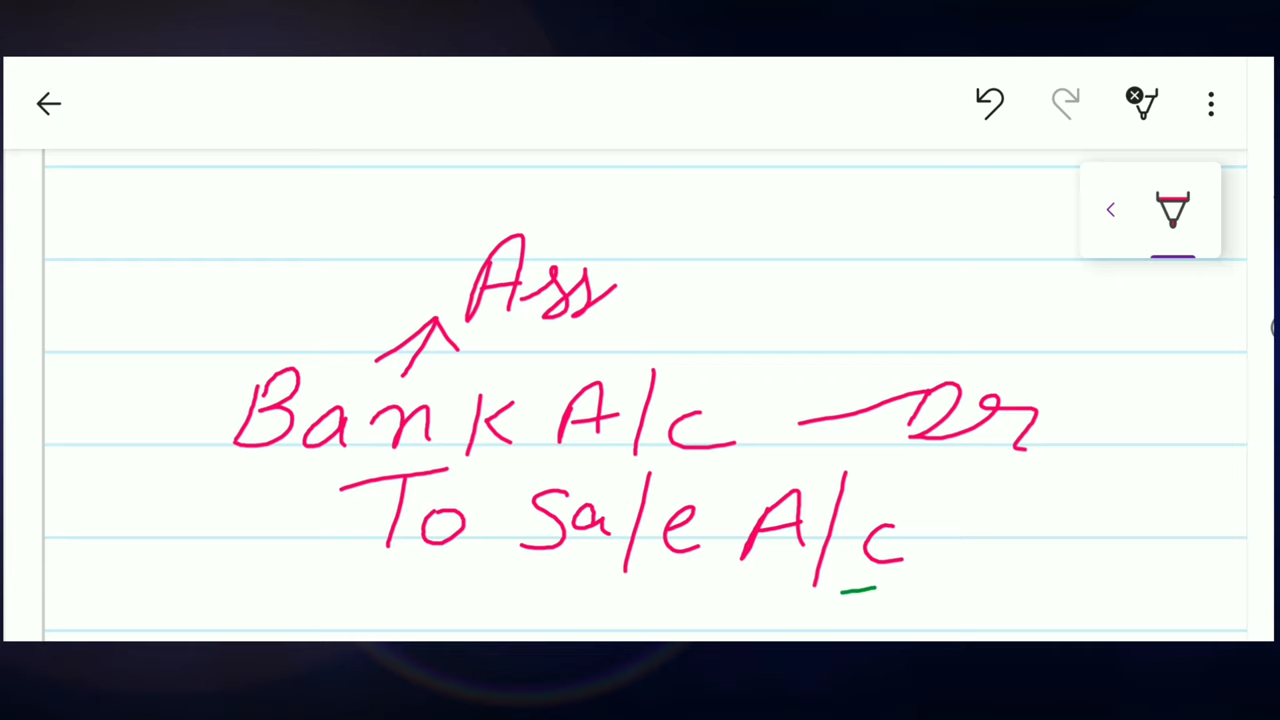 Ass
Bank A/c — Dr
To Sale A/c